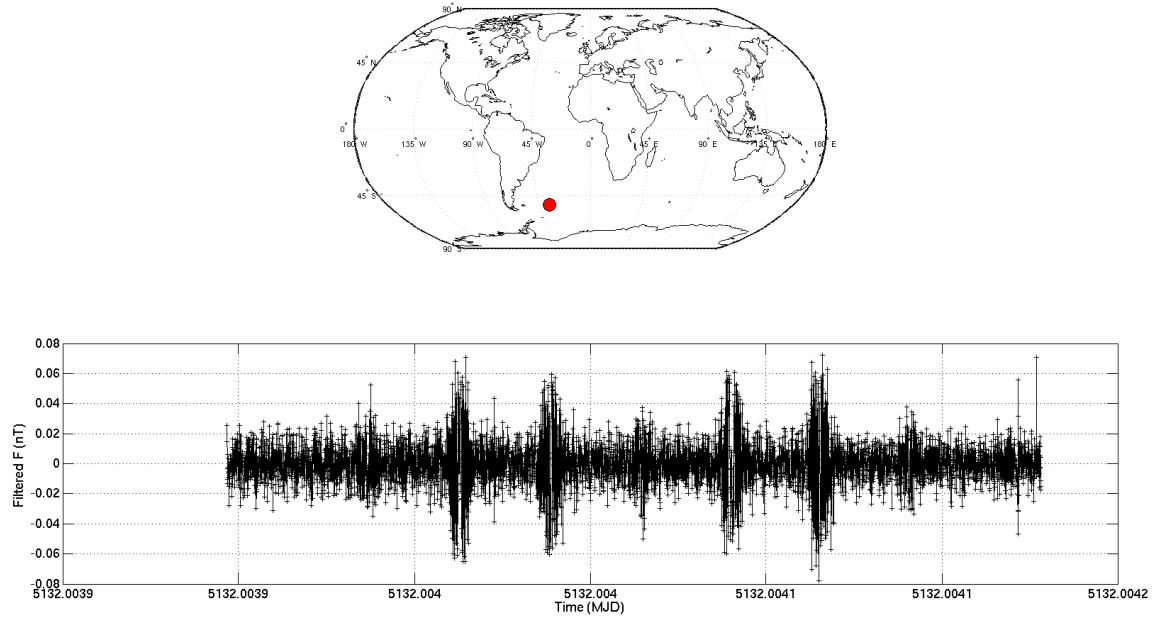 90° N
45° N
0°
180° W 135° W 90° W 45° W 0° 45° E 90° E 135° E 180° E
45° S
90° S
0.08
0.06
0.04
0.02
0
-0.02
-0.04
-0.06
-0.08
Filtered F (nT)
5132.0039 5132.0039 5132.004 5132.004 5132.0041 5132.0041 5132.0042
Time (MJD)